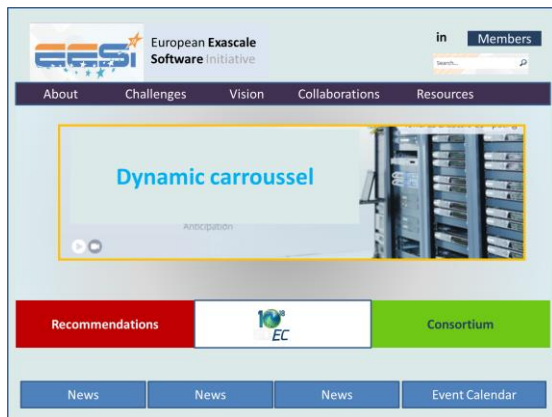 EESI
European Exascale
Software Initiative
in
Members
Search...
About Challenges Vision Collaborations Resources
Dynamic carroussel
Anticipation
Recommendations
10¹⁸
EC
Consortium
News News News Event Calendar